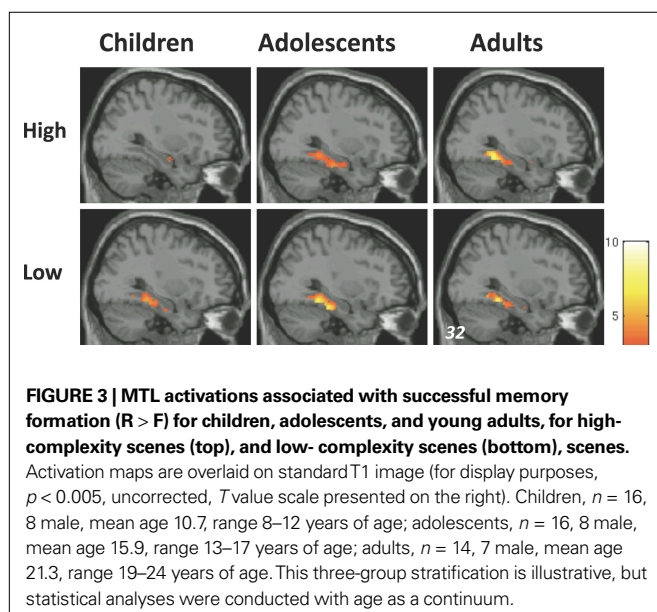 Children Adolescents Adults
High
Low
10
5
32
FIGURE 3 | MTL activations associated with successful memory
formation (R > F) for children, adolescents, and young adults, for high-
complexity scenes (top), and low- complexity scenes (bottom), scenes.
Activation maps are overlaid on standard T1 image (for display purposes,
p < 0.005, uncorrected, T value scale presented on the right). Children, n = 16,
8 male, mean age 10.7, range 8–12 years of age; adolescents, n = 16, 8 male,
mean age 15.9, range 13–17 years of age; adults, n = 14, 7 male, mean age
21.3, range 19–24 years of age. This three-group stratification is illustrative, but
statistical analyses were conducted with age as a continuum.